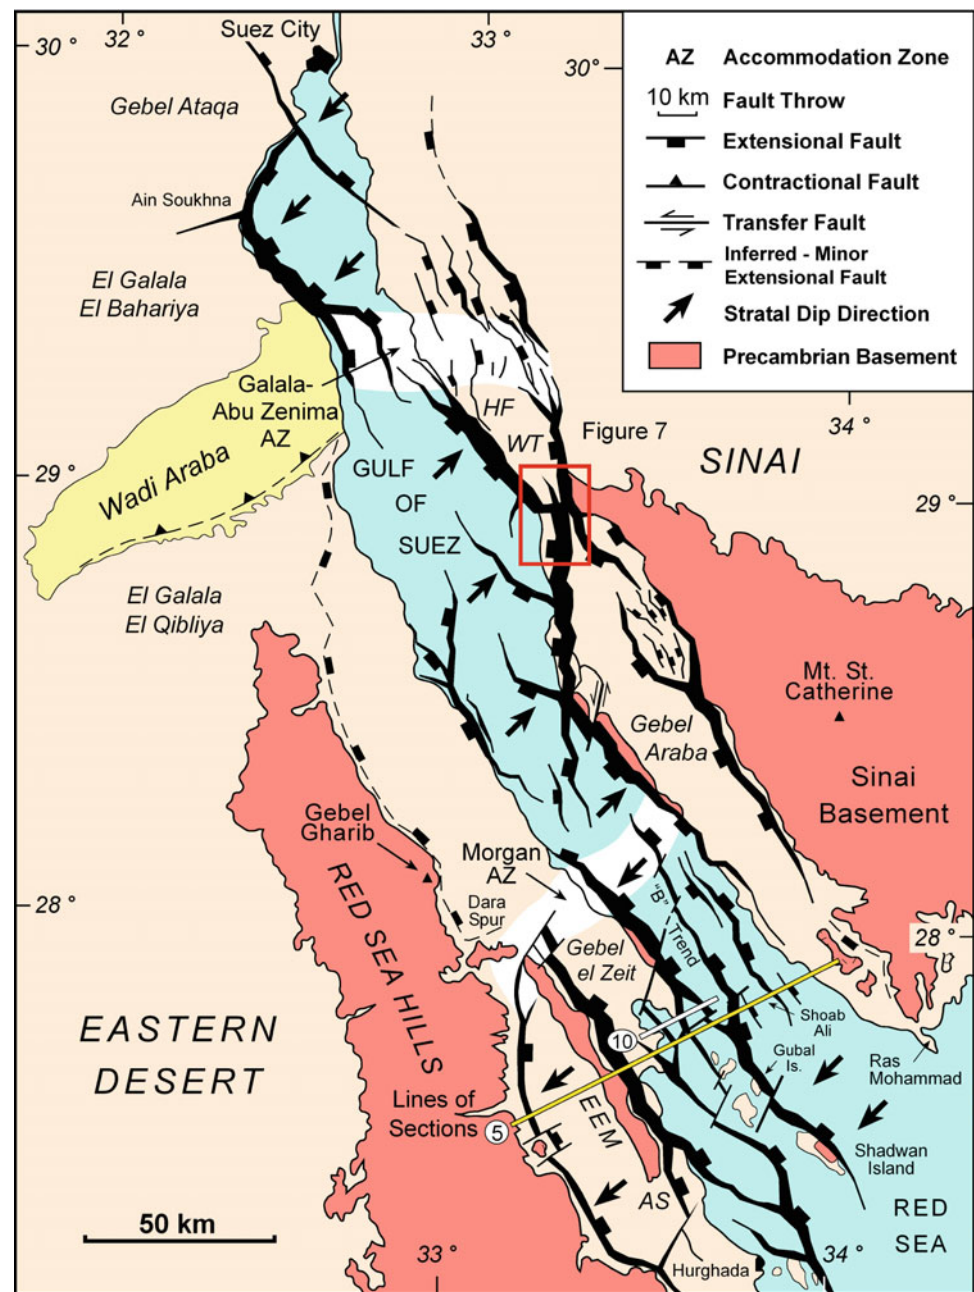 32 °
33 °
30 °
Suez City
30°
Gebel Ataqa
Ain Soukhna
El Galala
El Bahariya
AZ Accommodation Zone
10 km Fault Throw
Extensional Fault
Contractional Fault
Transfer Fault
Inferred - Minor
Extensional Fault
Stratal Dip Direction
Precambrian Basement
Galala-
Abu Zenima
AZ
HF
WT
Figure 7
34 °
SINAI
Wadi Araba
29 °
29 °
GULF
OF
SUEZ
El Galala
El Qibliya
Mt. St.
Catherine
Gebel
Araba
Sinai
Basement
Gebel
Gharib
RED SEA HILLS
Morgan
AZ
Dara
Spur
28 °
28 °
"B"
Trend
Gebel
el Zeit
EASTERN
DESERT
10
Shoab
Ali
Gubal
Is.
Ras
Mohammad
Lines of
Sections
5
EEM
AS
Shadwan
Island
RED
SEA
50 km
33 °
34 °
Hurghada